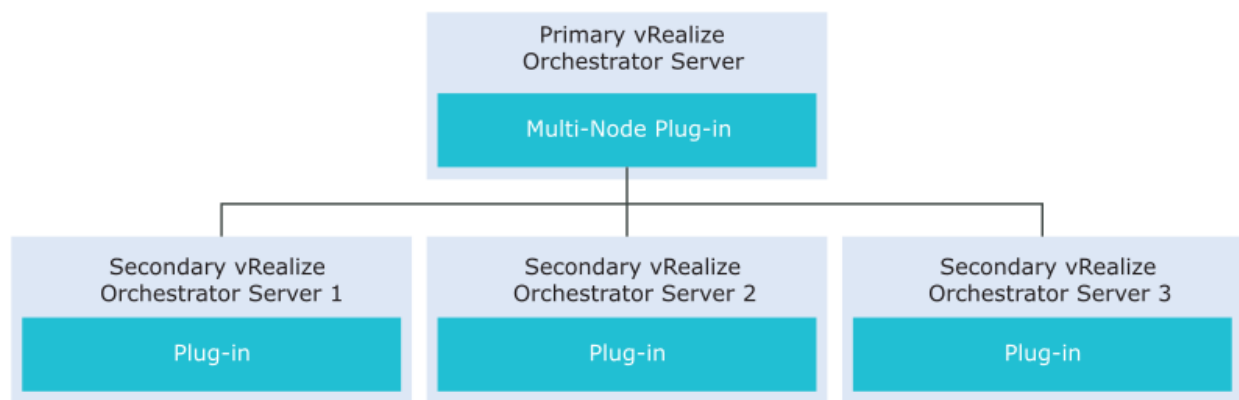 Primary vRealize
Orchestrator Server
Multi-Node Plug-in
Secondary vRealize
Orchestrator Server 1
Plug-in
Secondary vRealize
Orchestrator Server 2
Plug-in
Secondary vRealize
Orchestrator Server 3
Plug-in